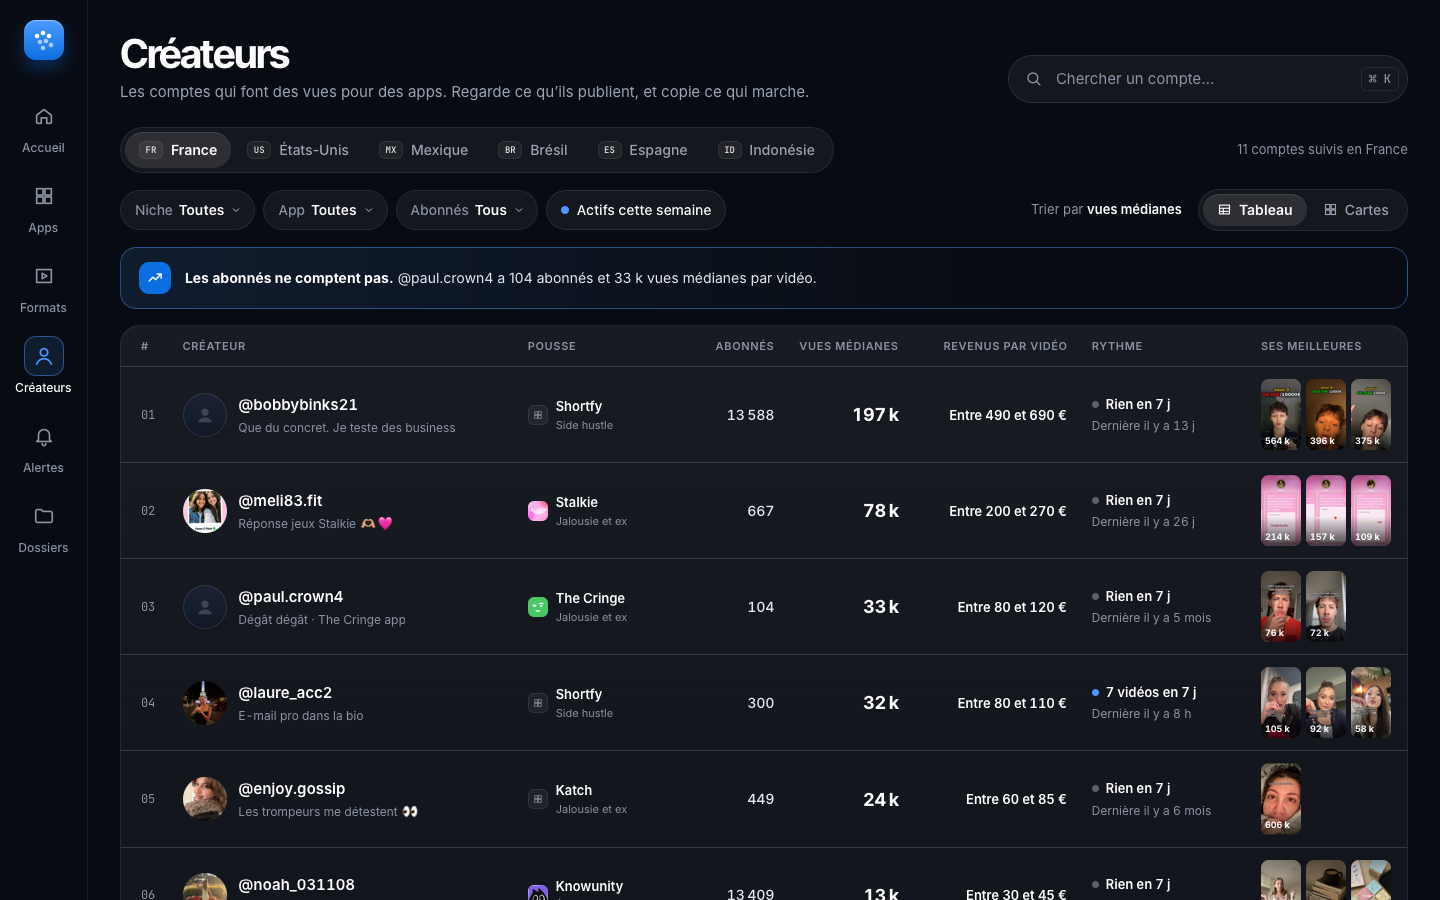 Créateurs
Les comptes qui font des vues pour des apps. Regarde ce qu’ils publient, et copie ce qui marche.
Chercher un compte...
⌘ K
Accueil
Apps
Formats
Créateurs
Alertes
Dossiers
FR France
US États-Unis
MX Mexique
BR Brésil
ES Espagne
ID Indonésie
11 comptes suivis en France
Niche Toutes
App Toutes
Abonnés Tous
Actifs cette semaine
Trier par vues médianes
Tableau
Cartes
Les abonnés ne comptent pas. @paul.crown4 a 104 abonnés et 33 k vues médianes par vidéo.
# CRÉATEUR POUSSE ABONNÉS VUES MÉDIANES REVENUS PAR VIDÉO RYTHME SES MEILLEURES
01
@bobbybinks21
Que du concret. Je teste des business
Shortfy
Side hustle
13 588
197 k
Entre 490 et 690 €
Rien en 7 j
Dernière il y a 13 j
564 k
396 k
375 k
02
@meli83.fit
Réponse jeux Stalkie 🫶🏽💗
Stalkie
Jalousie et ex
667
78 k
Entre 200 et 270 €
Rien en 7 j
Dernière il y a 26 j
214 k
157 k
109 k
03
@paul.crown4
Dégât dégât · The Cringe app
The Cringe
Jalousie et ex
104
33 k
Entre 80 et 120 €
Rien en 7 j
Dernière il y a 5 mois
76 k
72 k
04
@laure_acc2
E-mail pro dans la bio
Shortfy
Side hustle
300
32 k
Entre 80 et 110 €
7 vidéos en 7 j
Dernière il y a 8 h
105 k
92 k
58 k
05
@enjoy.gossip
Les trompeurs me détestent 👀
Katch
Jalousie et ex
449
24 k
Entre 60 et 85 €
Rien en 7 j
Dernière il y a 6 mois
606 k
06
@noah_031108
Knowunity
13 409
13 k
Entre 30 et 45 €
Rien en 7 j